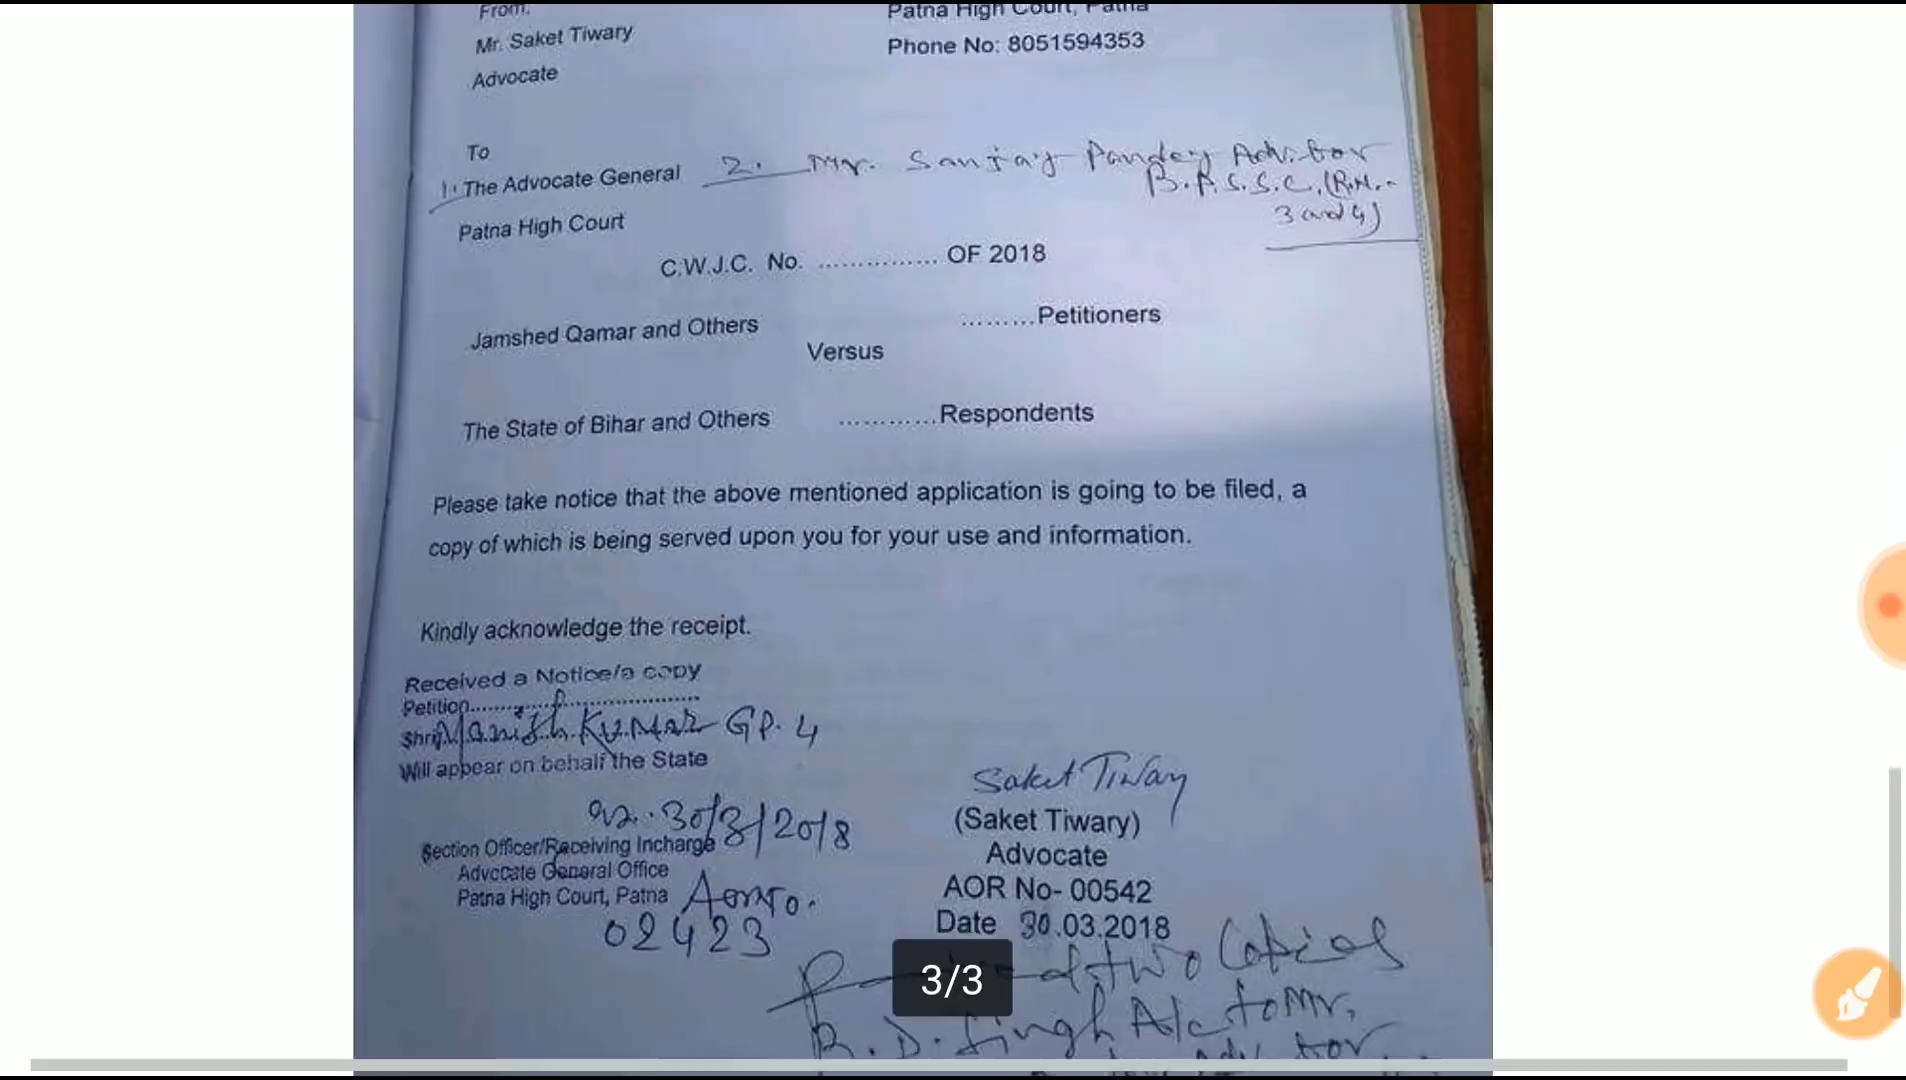 From,
Patna High Court, Patna
Mr. Saket Tiwary
Phone No: 8051594353
Advocate
To
1. The Advocate General 2. Mr. Sanjay Pandey Adv. for
B.P.S.S.C. (R.N.-
3 and 4)
Patna High Court
C.W.J.C. No. ............... OF 2018
Jamshed Qamar and Others .........Petitioners
Versus
The State of Bihar and Others ............Respondents
Please take notice that the above mentioned application is going to be filed, a
copy of which is being served upon you for your use and information.
Kindly acknowledge the receipt.
Received a Notice/a copy
Petition..............................
Shri Manish Kumar GP. 4
Will appear on behalf the State
30/3/2018
Section Officer/Receiving Incharge
Advocate General Office
Patna High Court, Patna
02423
Saket Tiwary
(Saket Tiwary)
Advocate
AOR No- 00542
Date 30.03.2018
two Copies
3/3
R. D. Singh A/c to Mr.